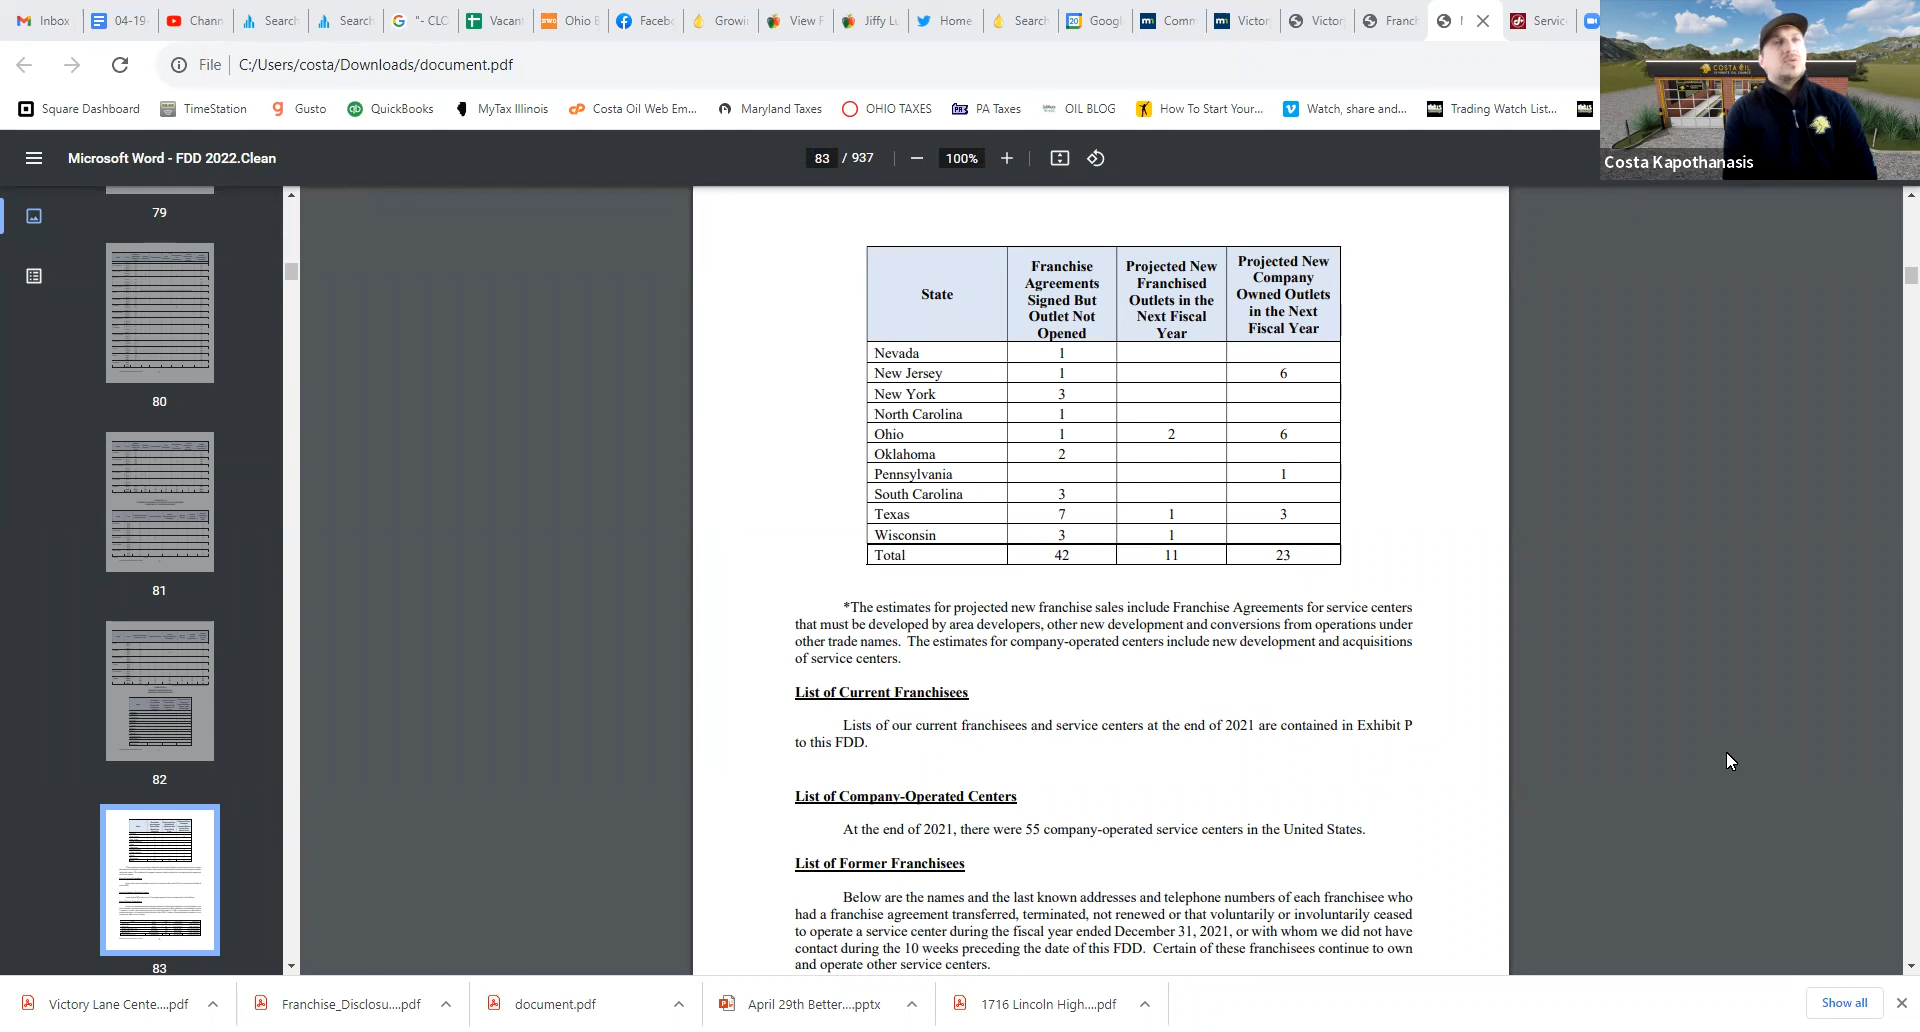 Inbox 04-19- Chann Search Search "- CLC Vacant Ohio E Facebo Growi View F Jiffy Lu Home Search Googl Comm Victor Victor Franch Servic
File C:/Users/costa/Downloads/document.pdf
Square Dashboard TimeStation Gusto QuickBooks MyTax Illinois Costa Oil Web Em... Maryland Taxes OHIO TAXES PA Taxes OIL BLOG How To Start Your... Watch, share and... Trading Watch List...
COSTA OIL
Costa Kapothanasis
Microsoft Word - FDD 2022.Clean 83 / 937 100%
79
80
81
82
83
State Franchise Agreements Signed But Outlet Not Opened Projected New Franchised Outlets in the Next Fiscal Year Projected New Company Owned Outlets in the Next Fiscal Year
Nevada 1
New Jersey 1 6
New York 3
North Carolina 1
Ohio 1 2 6
Oklahoma 2
Pennsylvania 1
South Carolina 3
Texas 7 1 3
Wisconsin 3 1
Total 42 11 23
*The estimates for projected new franchise sales include Franchise Agreements for service centers
that must be developed by area developers, other new development and conversions from operations under
other trade names. The estimates for company-operated centers include new development and acquisitions
of service centers.
List of Current Franchisees
Lists of our current franchisees and service centers at the end of 2021 are contained in Exhibit P
to this FDD.
List of Company-Operated Centers
At the end of 2021, there were 55 company-operated service centers in the United States.
List of Former Franchisees
Below are the names and the last known addresses and telephone numbers of each franchisee who
had a franchise agreement transferred, terminated, not renewed or that voluntarily or involuntarily ceased
to operate a service center during the fiscal year ended December 31, 2021, or with whom we did not have
contact during the 10 weeks preceding the date of this FDD. Certain of these franchisees continue to own
and operate other service centers.
Victory Lane Cente....pdf Franchise_Disclosu....pdf document.pdf April 29th Better....pptx 1716 Lincoln High....pdf Show all